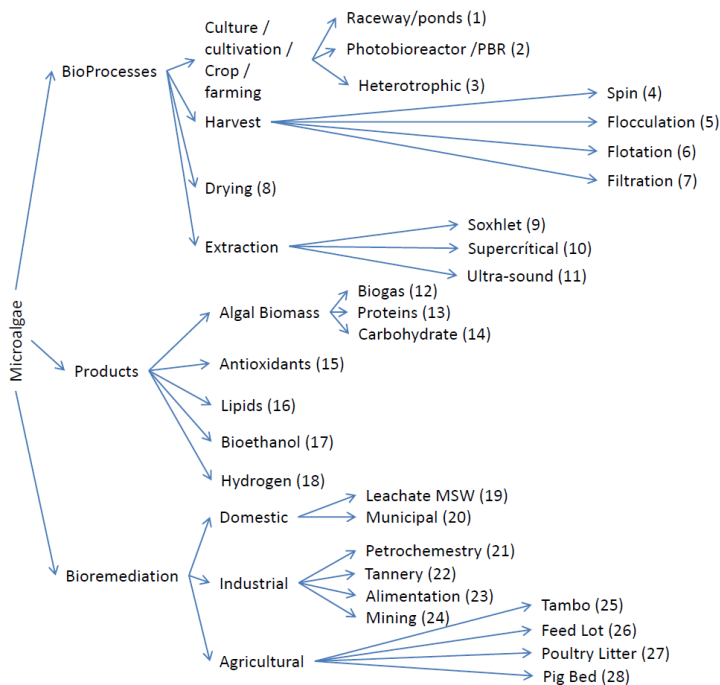 Microalgae
BioProcesses
Culture /
cultivation /
Crop /
farming
Raceway/ponds (1)
Photobioreactor /PBR (2)
Heterotrophic (3)
Harvest
Spin (4)
Flocculation (5)
Flotation (6)
Filtration (7)
Drying (8)
Extraction
Soxhlet (9)
Supercrítical (10)
Ultra-sound (11)
Products
Algal Biomass
Biogas (12)
Proteins (13)
Carbohydrate (14)
Antioxidants (15)
Lipids (16)
Bioethanol (17)
Hydrogen (18)
Bioremediation
Domestic
Leachate MSW (19)
Municipal (20)
Industrial
Petrochemestry (21)
Tannery (22)
Alimentation (23)
Mining (24)
Agricultural
Tambo (25)
Feed Lot (26)
Poultry Litter (27)
Pig Bed (28)